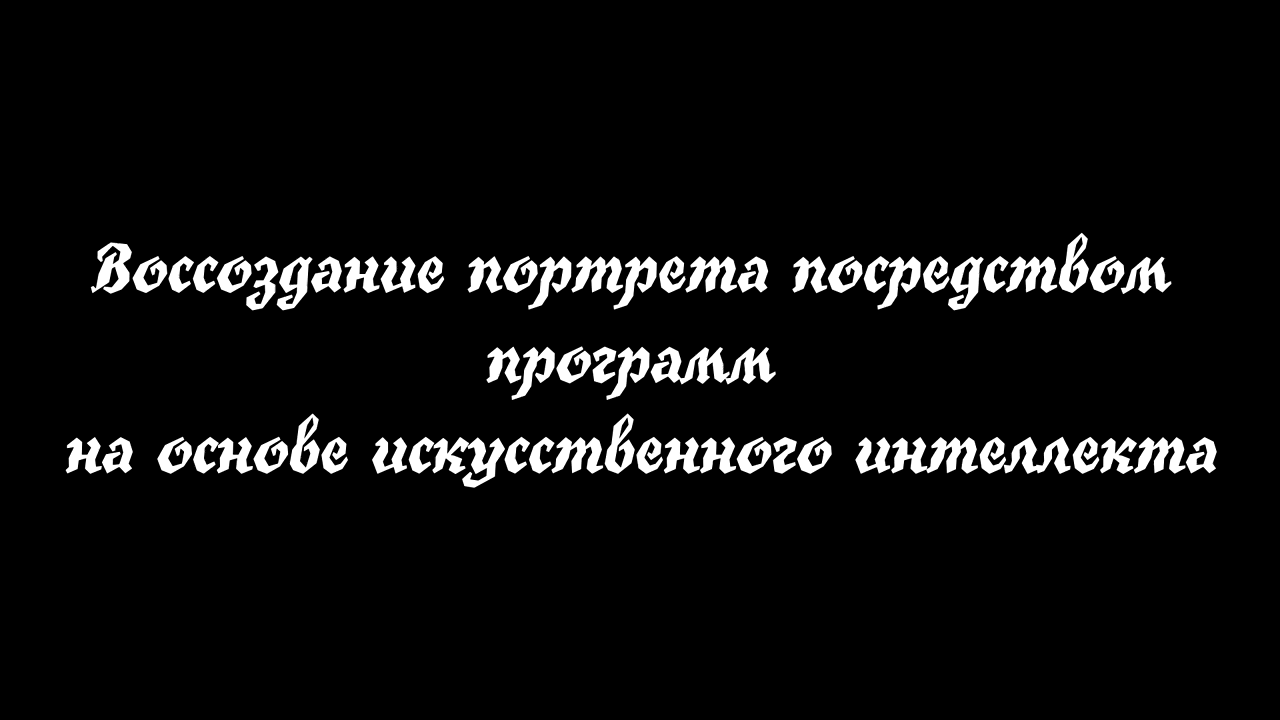 Воссоздание портрета посредством
программ
на основе искусственного интеллекта